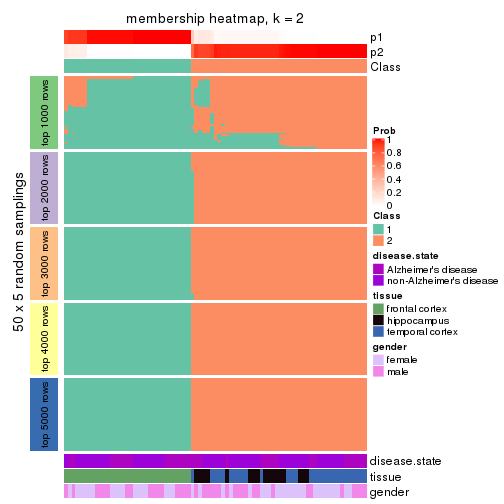 membership heatmap, k = 2
p1
p2
Class
50 x 5 random samplings
top 1000 rows
top 2000 rows
top 3000 rows
top 4000 rows
top 5000 rows
disease.state
tissue
gender
Prob
1
0.8
0.6
0.4
0.2
0
Class
1
2
disease.state
Alzheimer's disease
non-Alzheimer's disease
tissue
frontal cortex
hippocampus
temporal cortex
gender
female
male